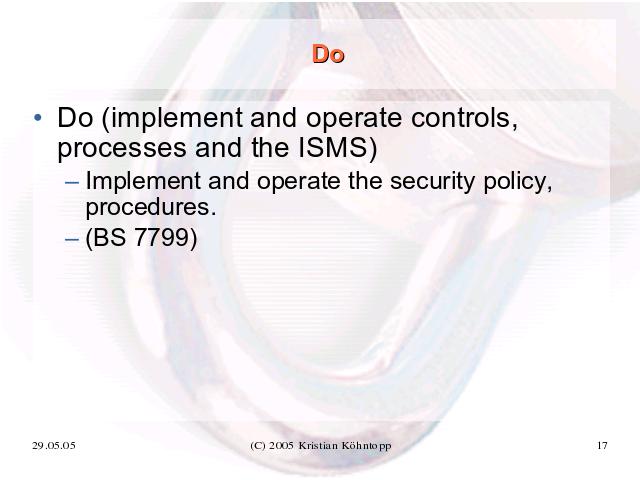 Do
• Do (implement and operate controls,
processes and the ISMS)
– Implement and operate the security policy,
procedures.
– (BS 7799)
29.05.05
(C) 2005 Kristian Köhntopp
17